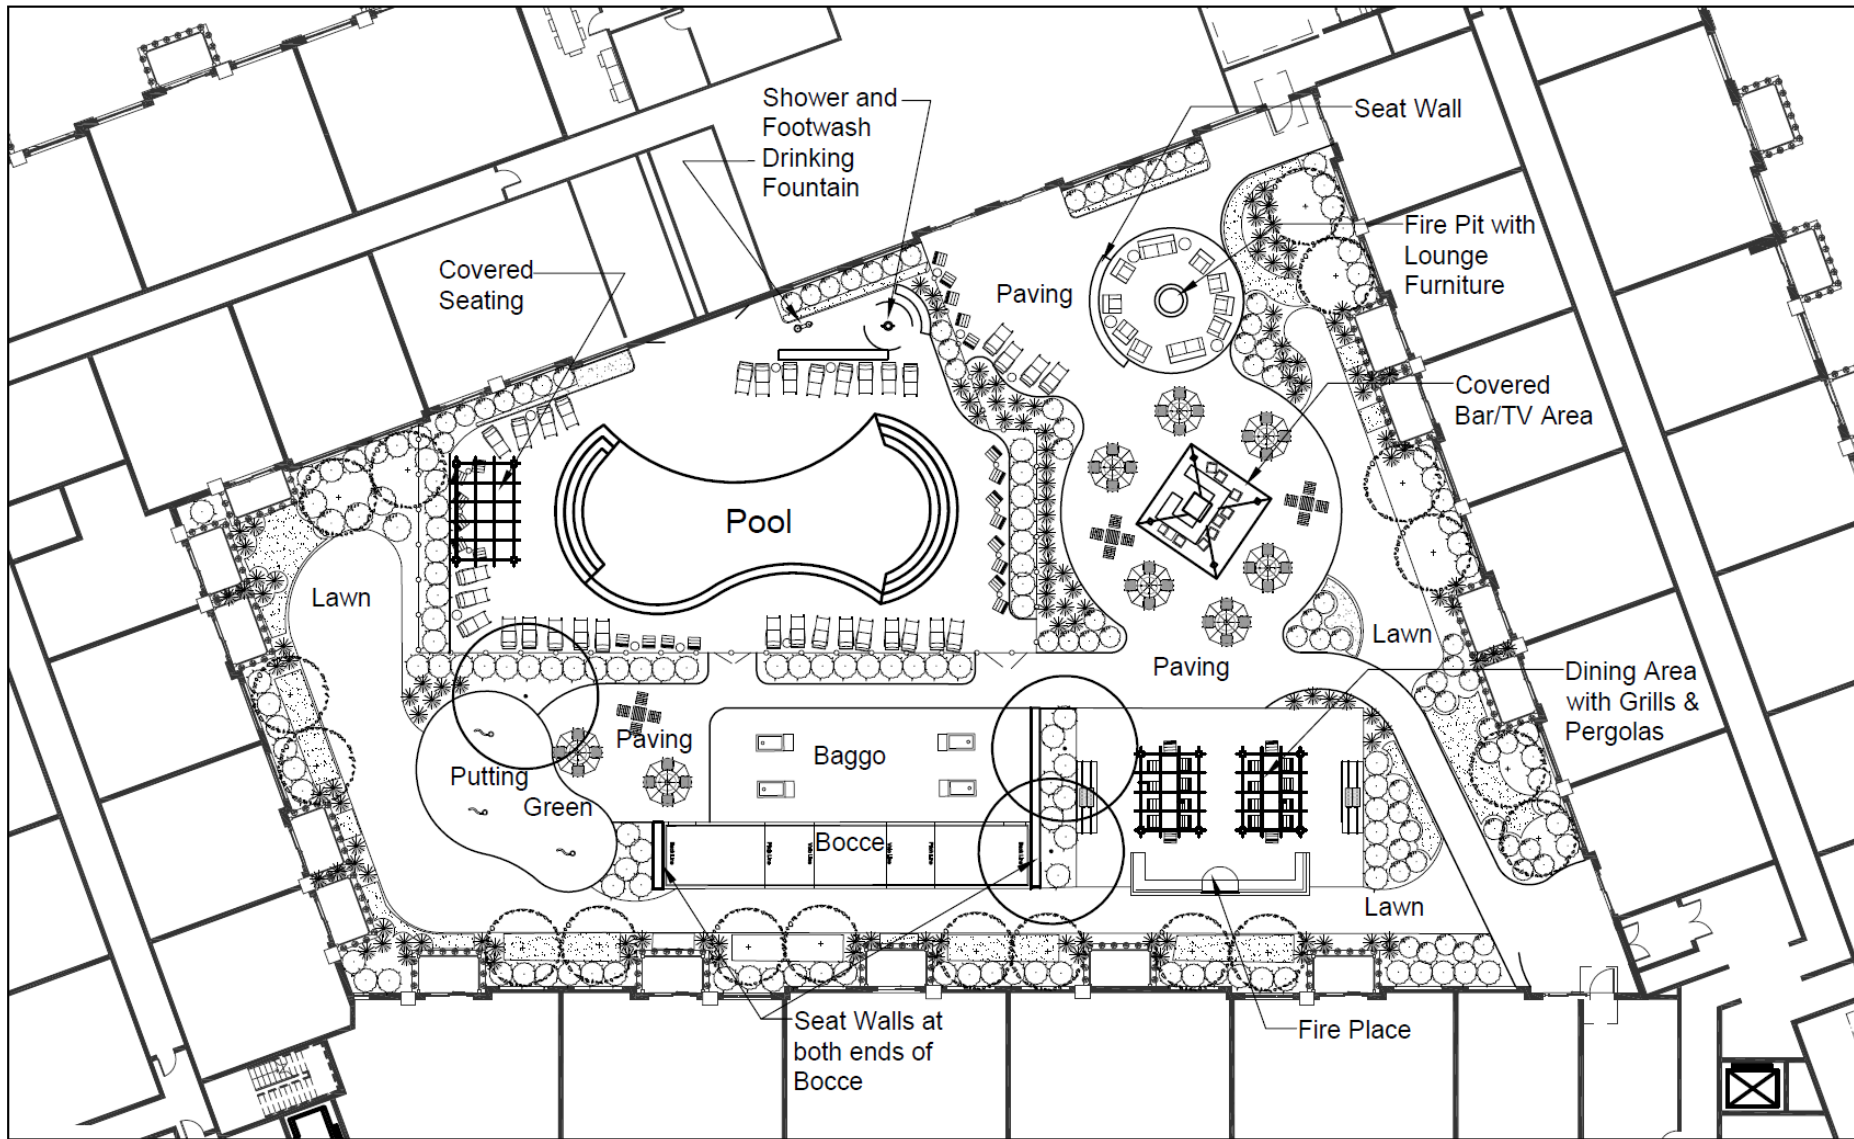 Shower and
Footwash
Drinking
Fountain
Seat Wall
Covered
Seating
Fire Pit with
Lounge
Furniture
Paving
Covered
Bar/TV Area
Pool
Lawn
Lawn
Paving
Dining Area
with Grills &
Pergolas
Paving
Baggo
Putting
Green
Bocce
Lawn
Seat Walls at
both ends of
Bocce
Fire Place